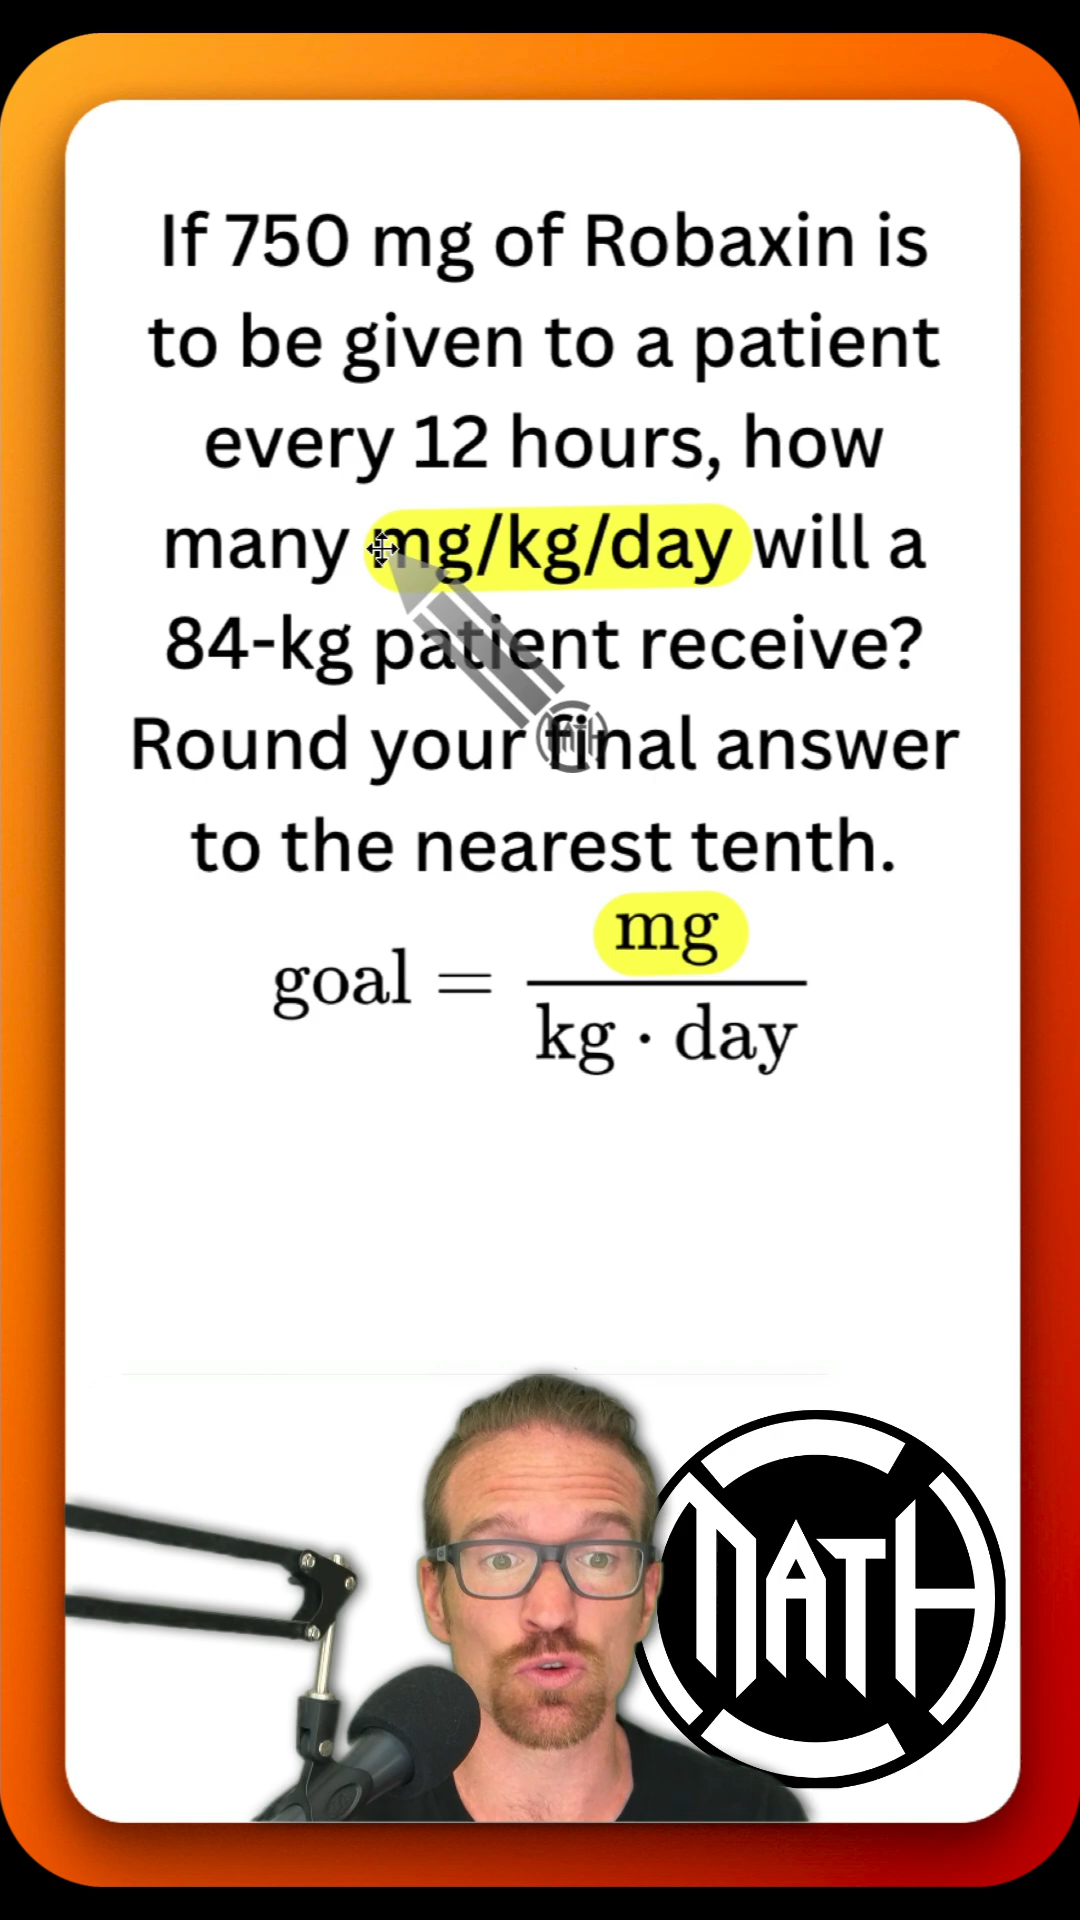 If 750 mg of Robaxin is
to be given to a patient
every 12 hours, how
many mg/kg/day will a
84-kg patient receive?
Round your final answer
to the nearest tenth.
goal = mg / kg · day
MATH
MATH